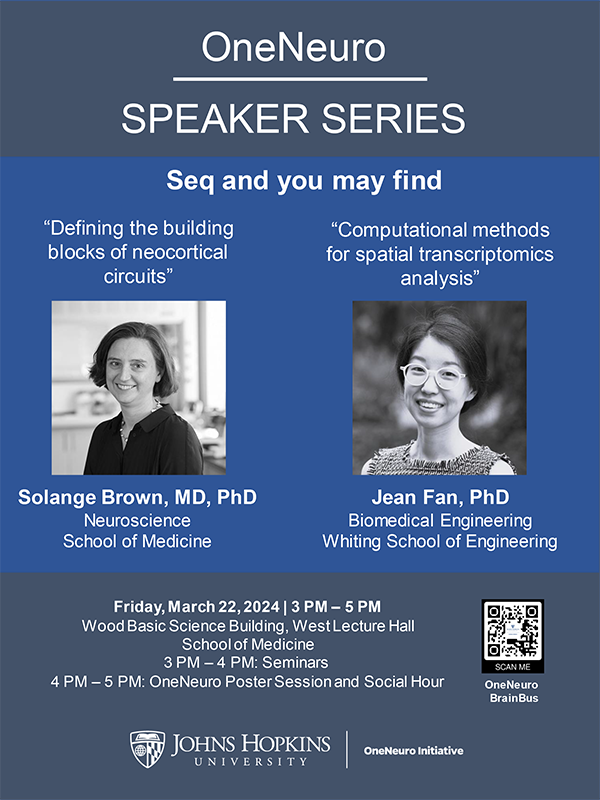 OneNeuro
SPEAKER SERIES
Seq and you may find
“Defining the building
blocks of neocortical
circuits”
“Computational methods
for spatial transcriptomics
analysis”
Solange Brown, MD, PhD
Neuroscience
School of Medicine
Jean Fan, PhD
Biomedical Engineering
Whiting School of Engineering
Friday, March 22, 2024 | 3 PM – 5 PM
Wood Basic Science Building, West Lecture Hall
School of Medicine
3 PM – 4 PM: Seminars
4 PM – 5 PM: OneNeuro Poster Session and Social Hour
SCAN ME
OneNeuro
BrainBus
JOHNS HOPKINS
UNIVERSITY
OneNeuro Initiative